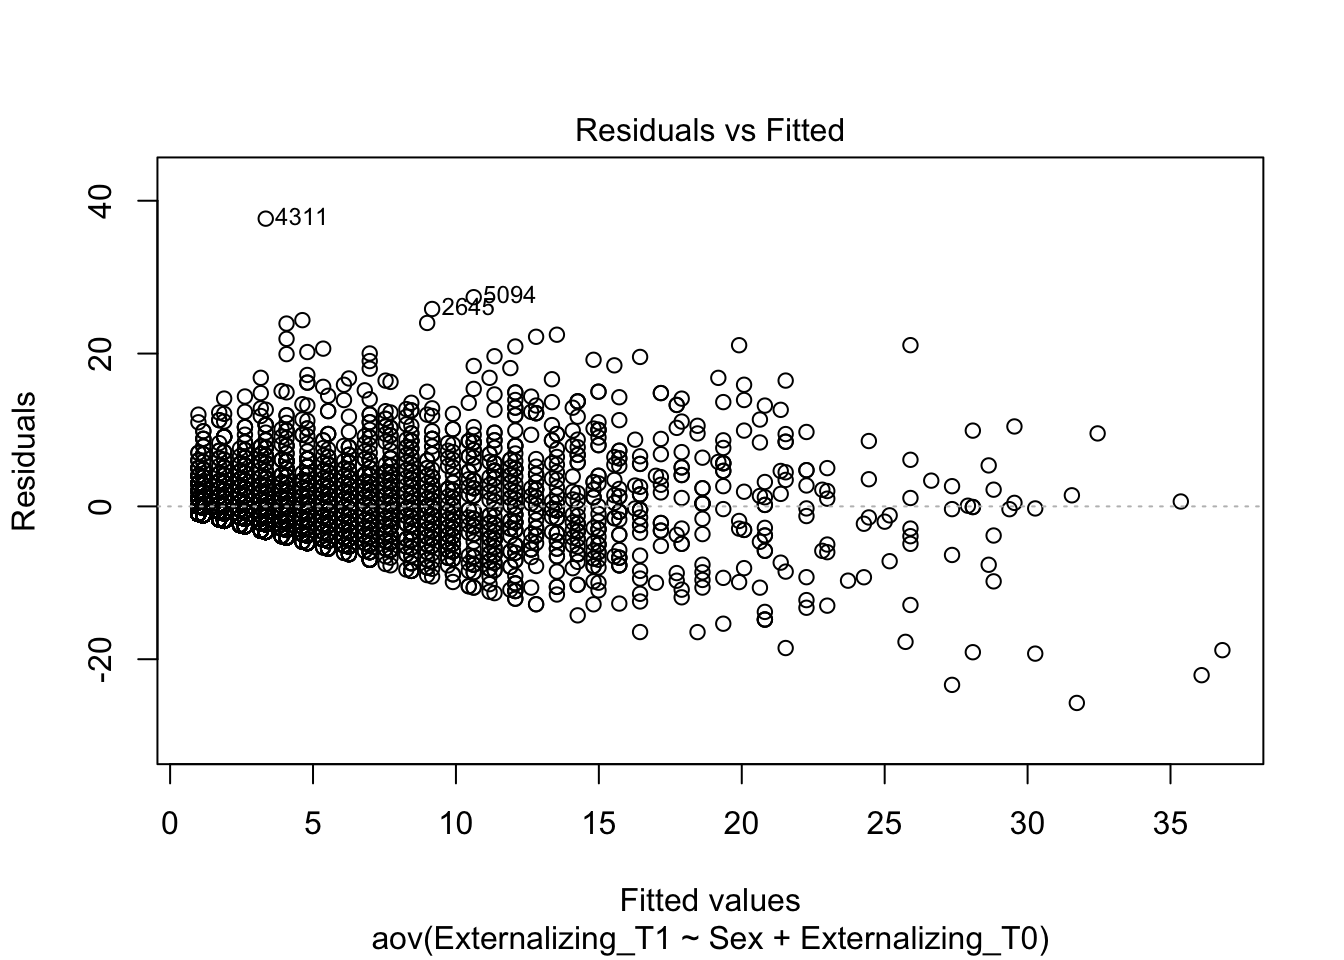 Residuals vs Fitted
Residuals
40
20
0
-20
4311
5094
2645
0 5 10 15 20 25 30 35
Fitted values
aov(Externalizing_T1 ~ Sex + Externalizing_T0)